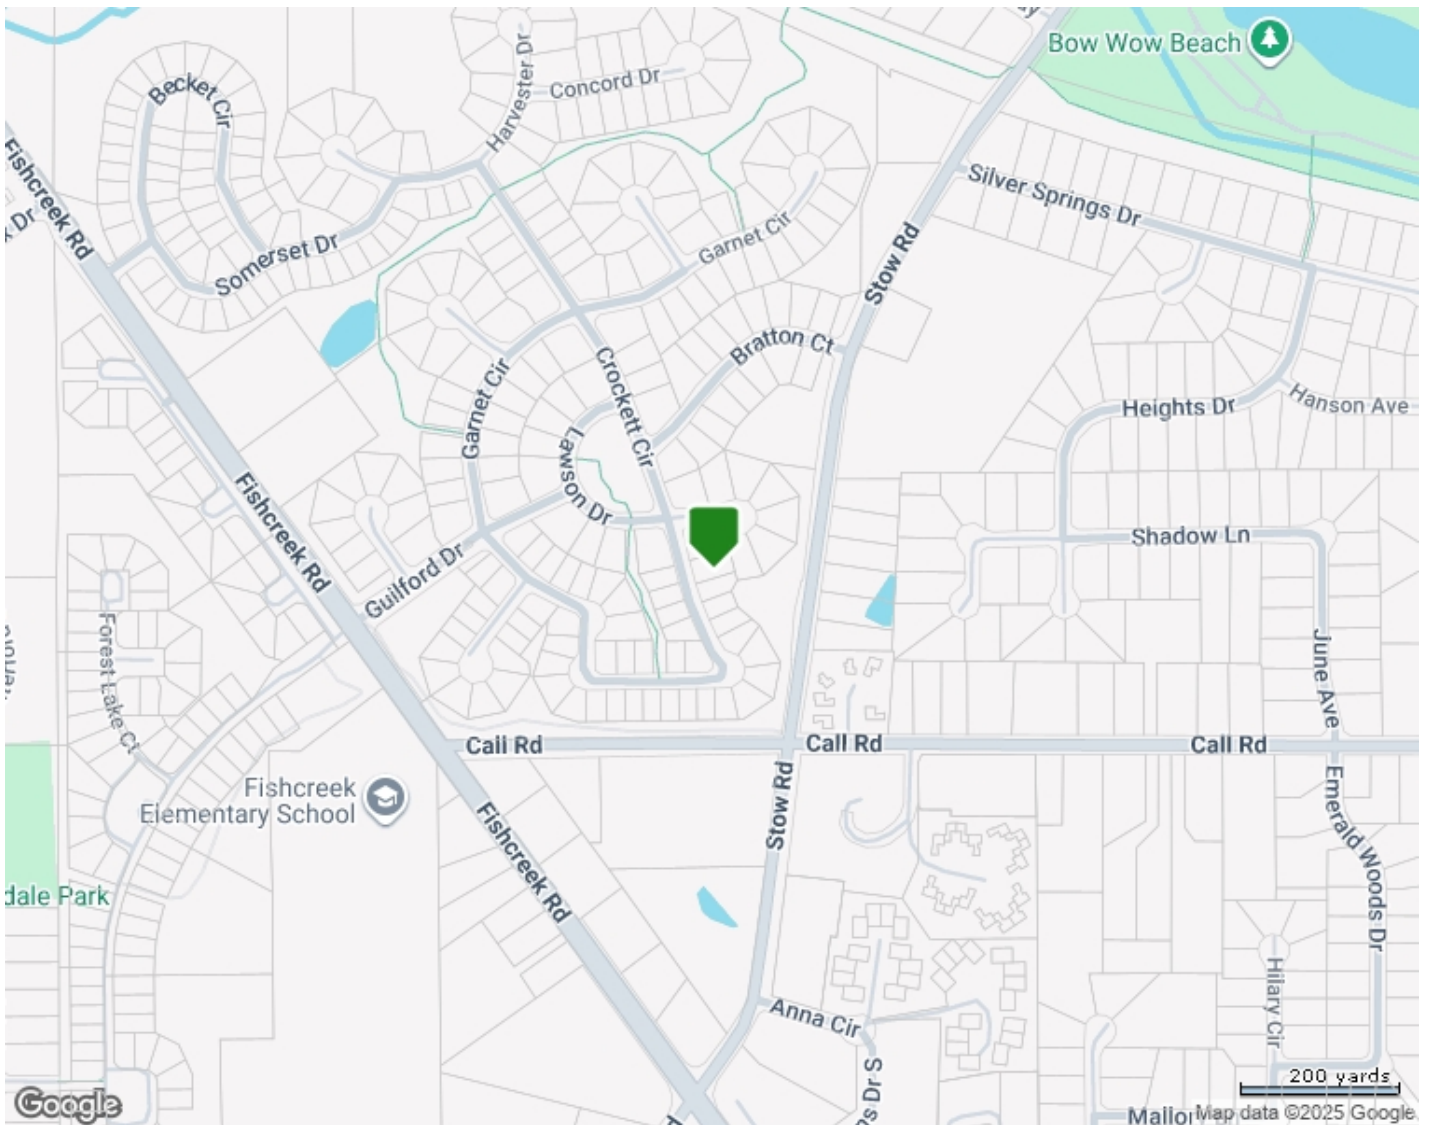 Bow Wow Beach
Harvester Dr
Concord Dr
Becket Cir
Fishcreek Rd
Silver Springs Dr
Dr
Somerset Dr
Garnet Cir
Stow Rd
Bratton Ct
Crockett Cir
Garnet Cir
Hanson Ave
Heights Dr
Lawson Dr
Fishcreek Rd
Shadow Ln
Guilford Dr
Forest Lake Ct
June Ave
Call Rd
Call Rd
Call Rd
Fishcreek
Elementary School
Stow Rd
Fishcreek Rd
Emerald Woods Dr
dale Park
Hilary Cir
Anna Cir
Dr S
200 yards
Google
Map data ©2025 Google